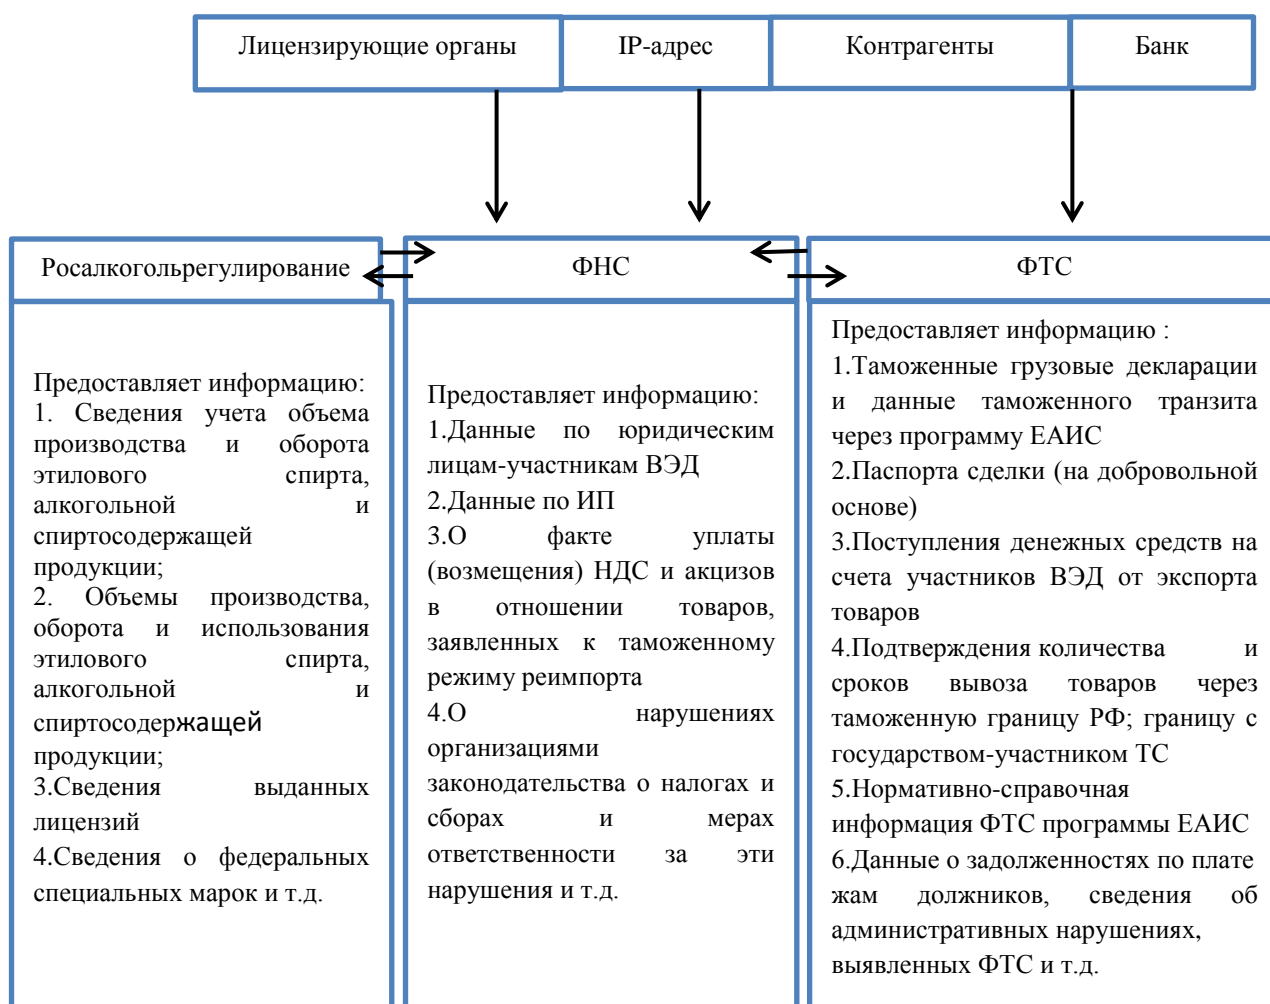 Лицензирующие органы
IP-адрес
Контрагенты
Банк
Росалкогольрегулирование
ФНС
ФТС
Предоставляет информацию:
1. Сведения учета объема
производства и оборота
этилового спирта,
алкогольной и
спиртосодержащей
продукции;
2. Объемы производства,
оборота и использования
этилового спирта,
алкогольной и
спиртосодержащей
продукции;
3.Сведения выданных
лицензий
4.Сведения о федеральных
специальных марок и т.д.
Предоставляет информацию:
1.Данные по юридическим
лицам-участникам ВЭД
2.Данные по ИП
3.О факте уплаты
(возмещения) НДС и акцизов
в отношении товаров,
заявленных к таможенному
режиму реимпорта
4.О нарушениях
организациями
законодательства о налогах и
сборах и мерах
ответственности за эти
нарушения и т.д.
Предоставляет информацию :
1.Таможенные грузовые декларации
и данные таможенного транзита
через программу ЕАИС
2.Паспорта сделки (на добровольной
основе)
3.Поступления денежных средств на
счета участников ВЭД от экспорта
товаров
4.Подтверждения количества и
сроков вывоза товаров через
таможенную границу РФ; границу с
государством-участником ТС
5.Нормативно-справочная
информация ФТС программы ЕАИС
6.Данные о задолженностях по плате
жам должников, сведения об
административных нарушениях,
выявленных ФТС и т.д.